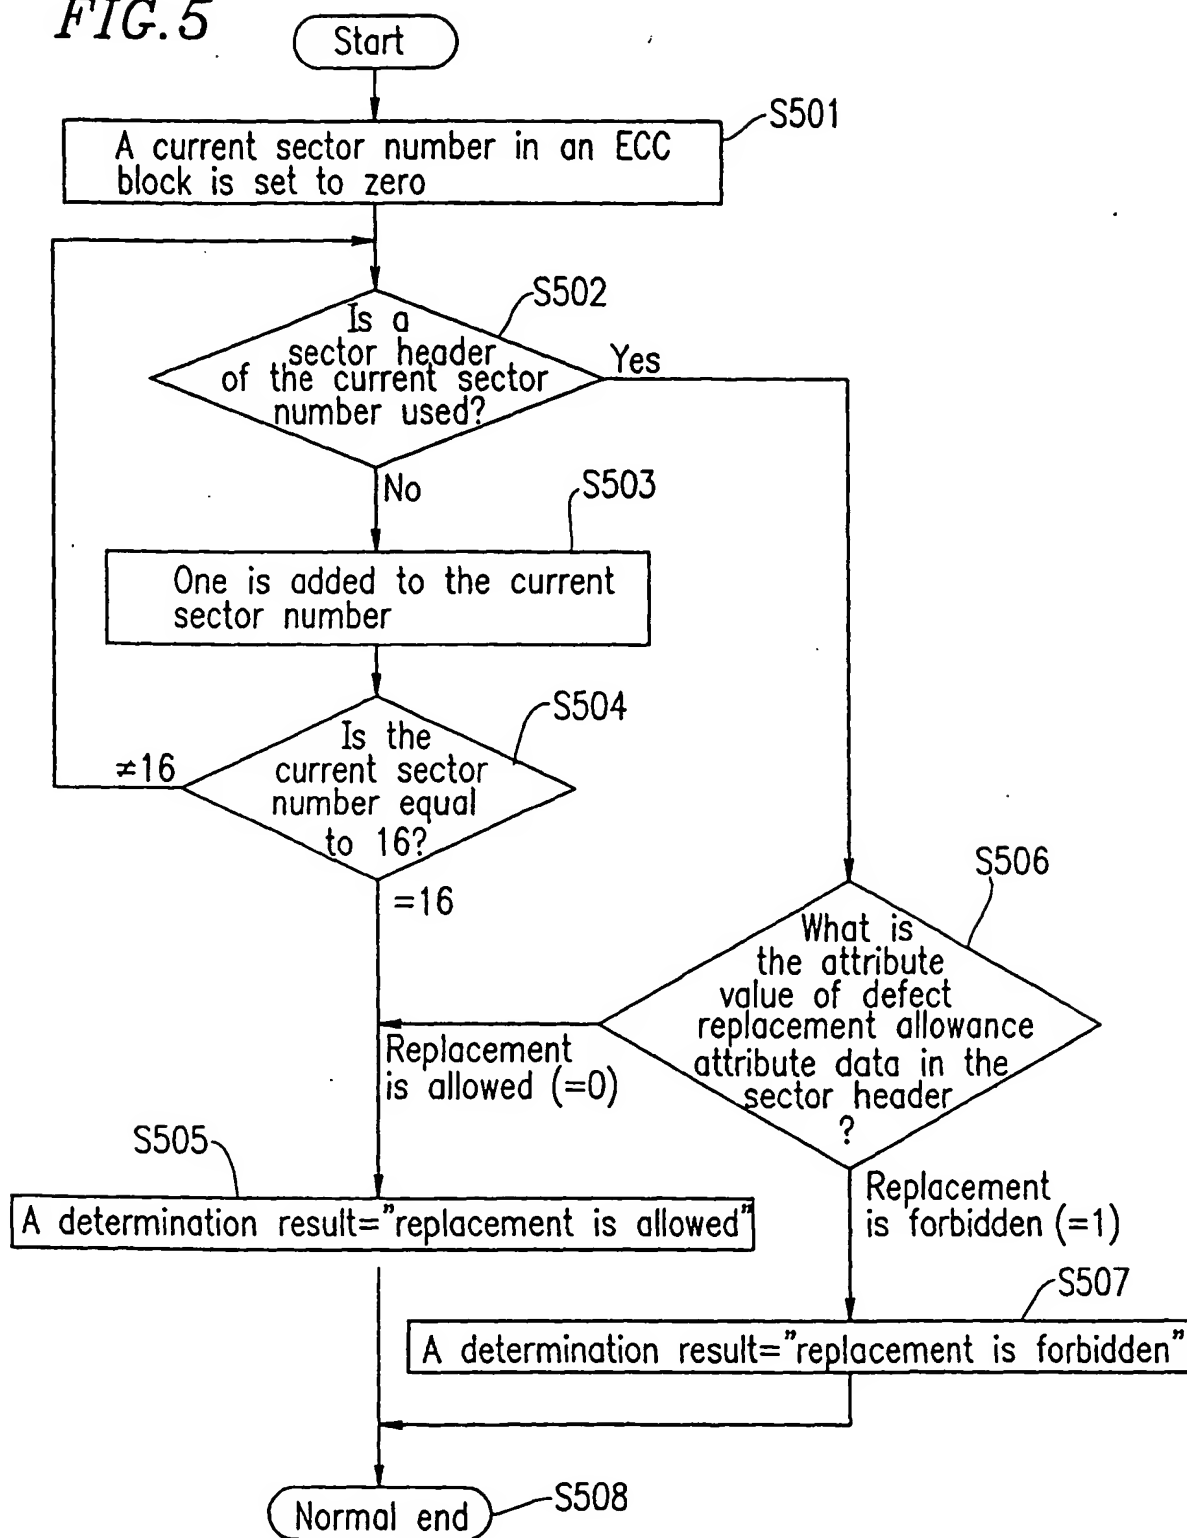 FIG.5
Start
S501
A current sector number in an ECC
block is set to zero
S502
Is a
sector header
of the current sector
number used?
Yes
No
S503
One is added to the current
sector number
S504
Is the
current sector
number equal
to 16?
≠16
=16
S506
What is
the attribute
value of defect
replacement allowance
attribute data in the
sector header
?
Replacement
is allowed (=0)
S505
A determination result="replacement is allowed"
Replacement
is forbidden (=1)
S507
A determination result="replacement is forbidden"
Normal end
S508